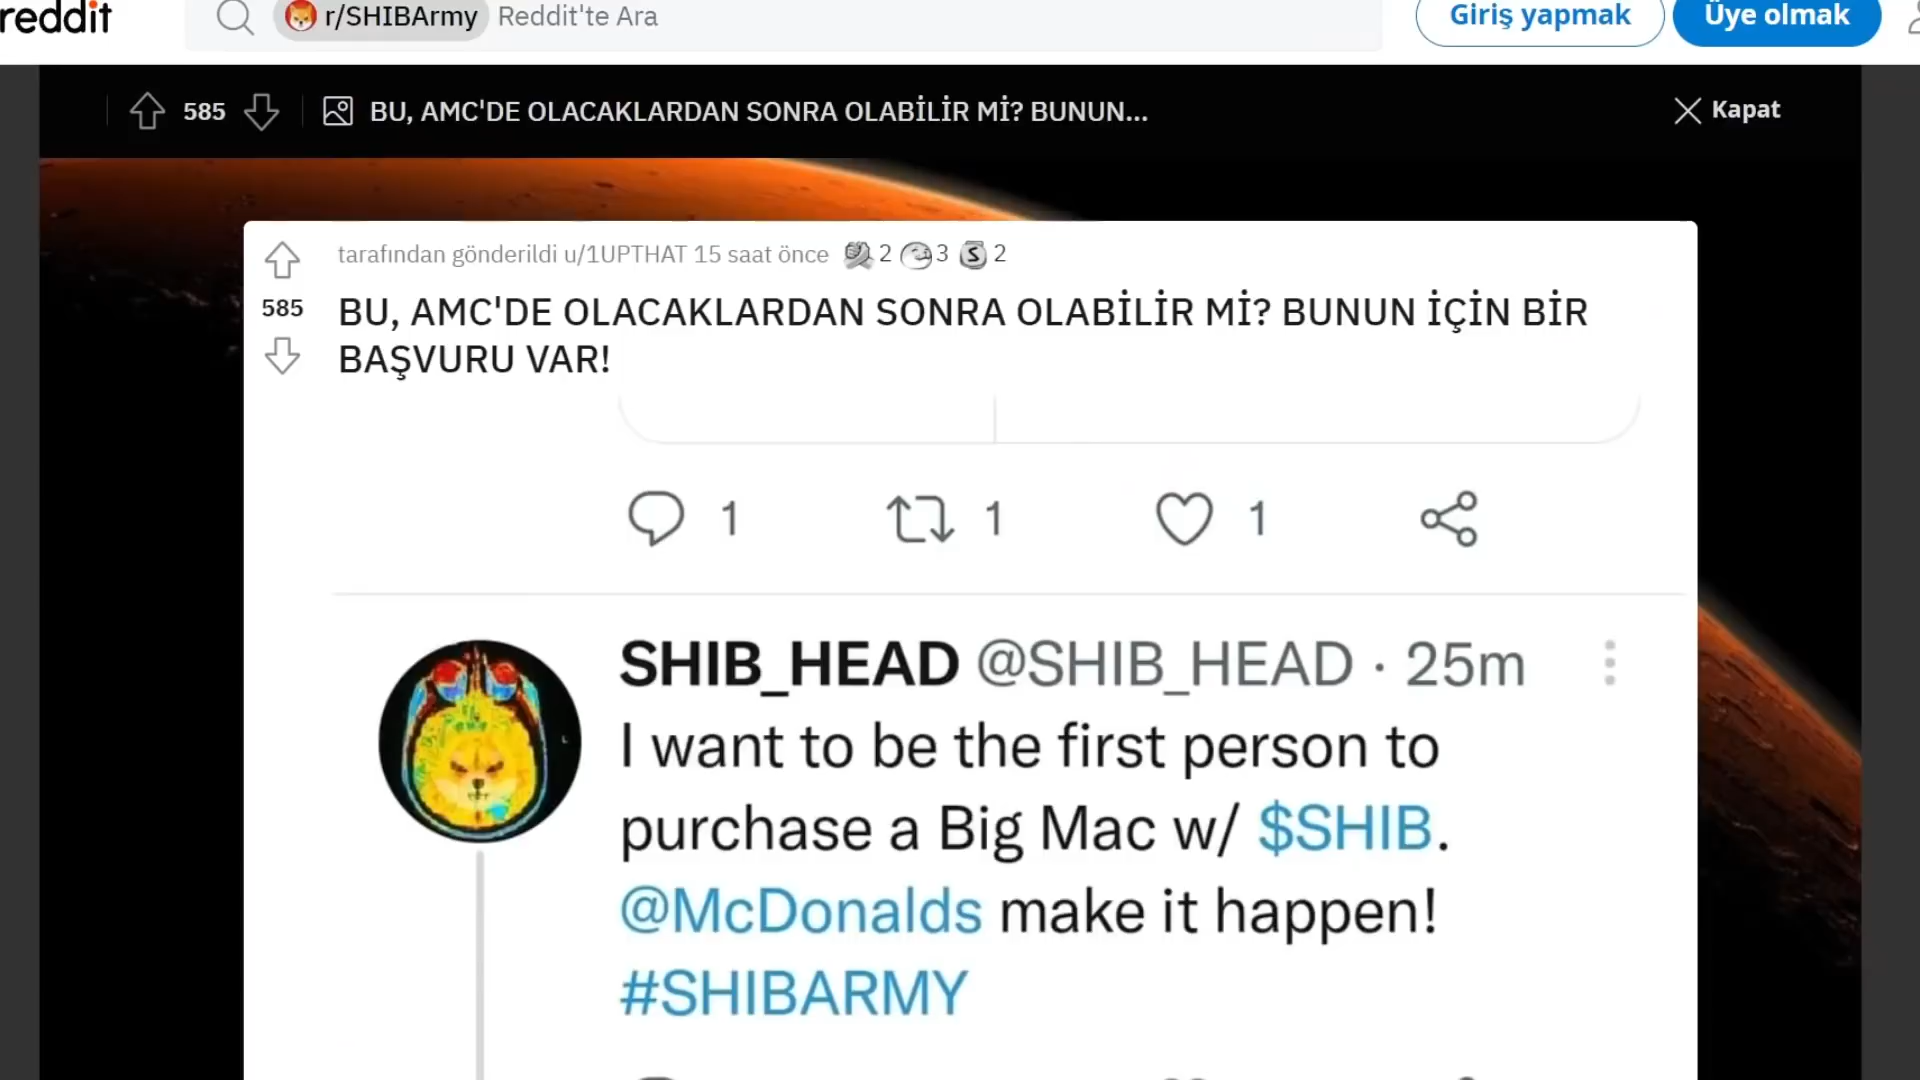 reddit
r/SHIBArmy Reddit'te Ara
Giriş yapmak
Üye olmak
585 BU, AMC'DE OLACAKLARDAN SONRA OLABİLİR Mİ? BUNUN...
Kapat
tarafından gönderildi u/1UPTHAT 15 saat önce 2 3 S 2
585
BU, AMC'DE OLACAKLARDAN SONRA OLABİLİR Mİ? BUNUN İÇİN BİR
BAŞVURU VAR!
1 1 1
SHIB_HEAD @SHIB_HEAD · 25m
I want to be the first person to
purchase a Big Mac w/ $SHIB.
@McDonalds make it happen!
#SHIBARMY